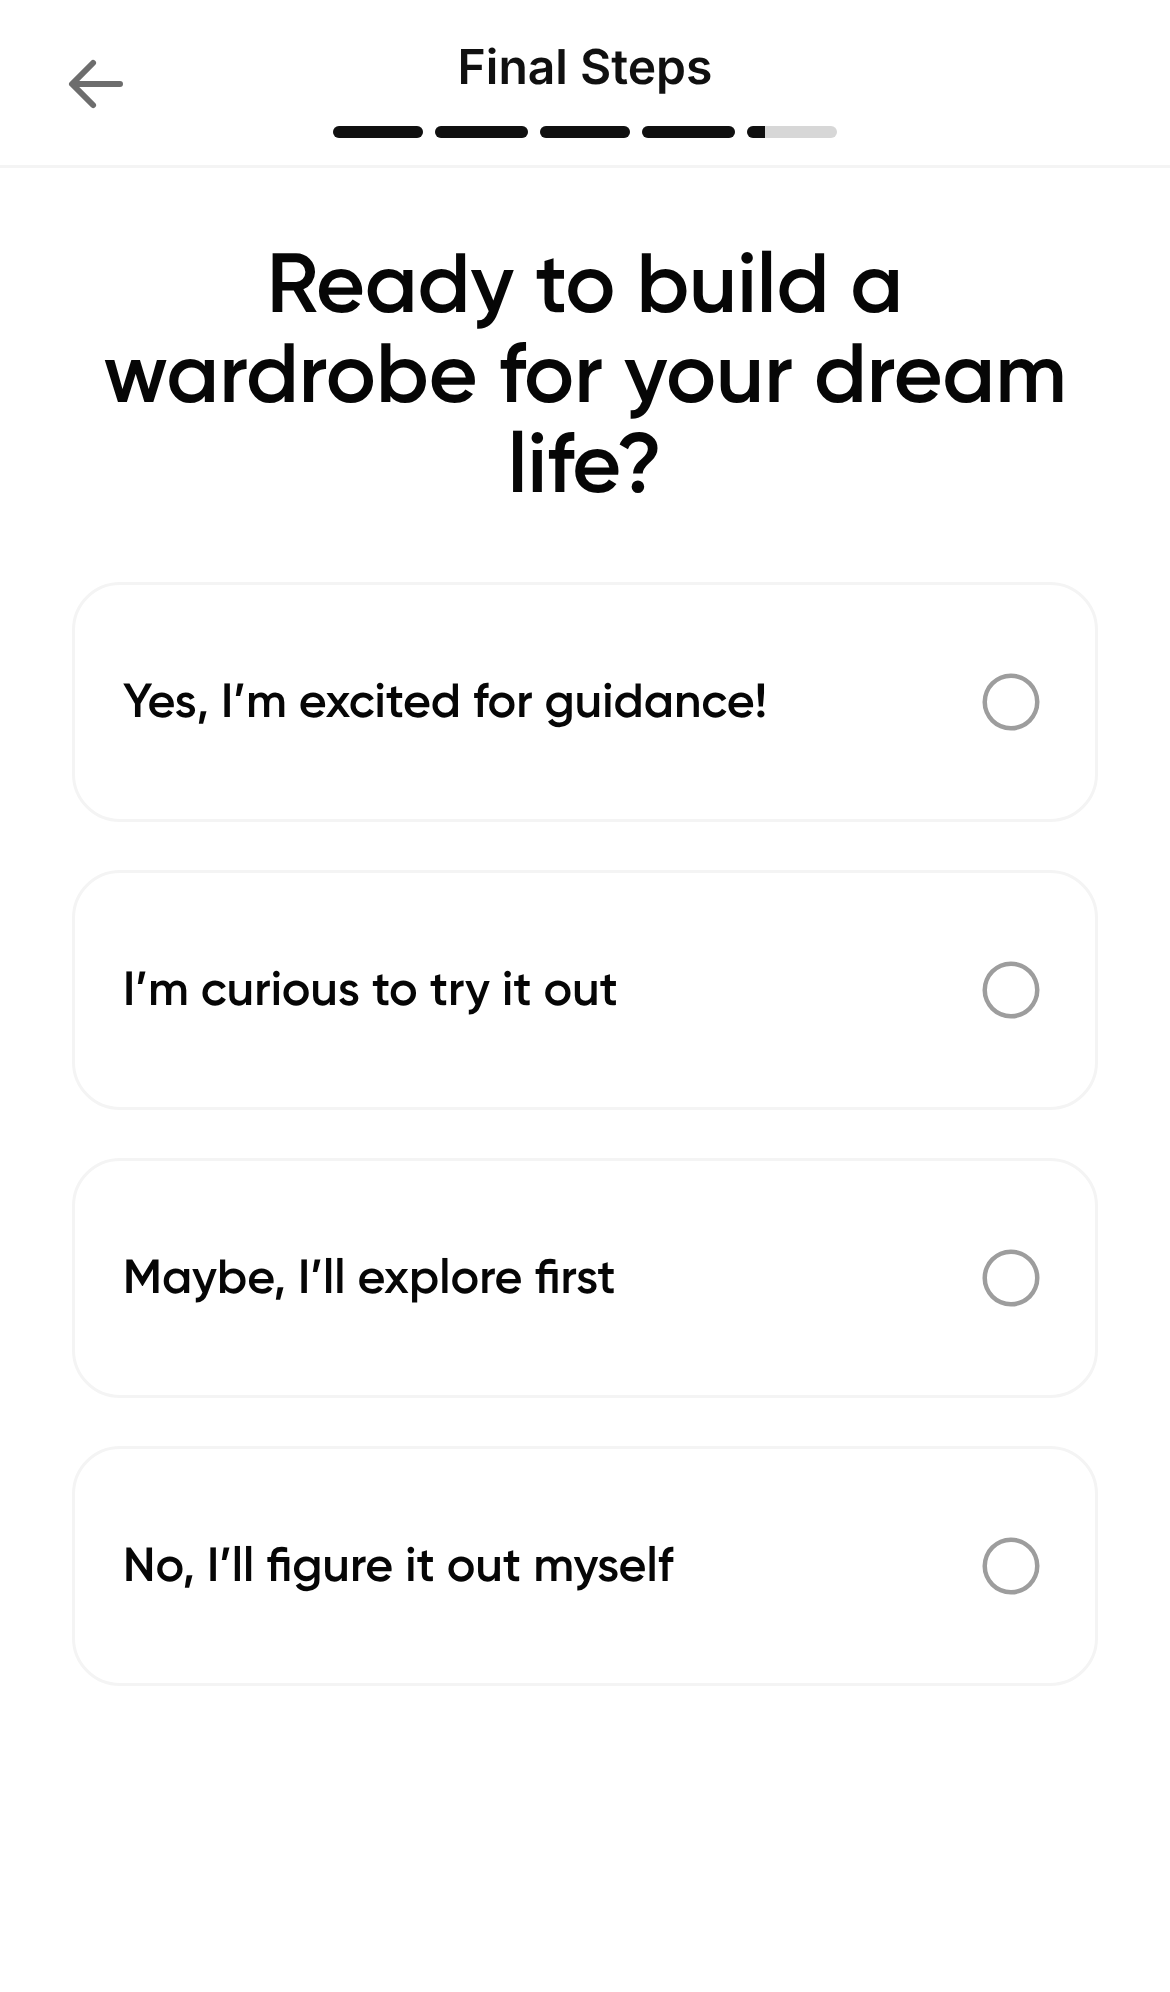 Final Steps
Ready to build a
wardrobe for your dream
life?
Yes, I’m excited for guidance!
I’m curious to try it out
Maybe, I’ll explore first
No, I’ll figure it out myself